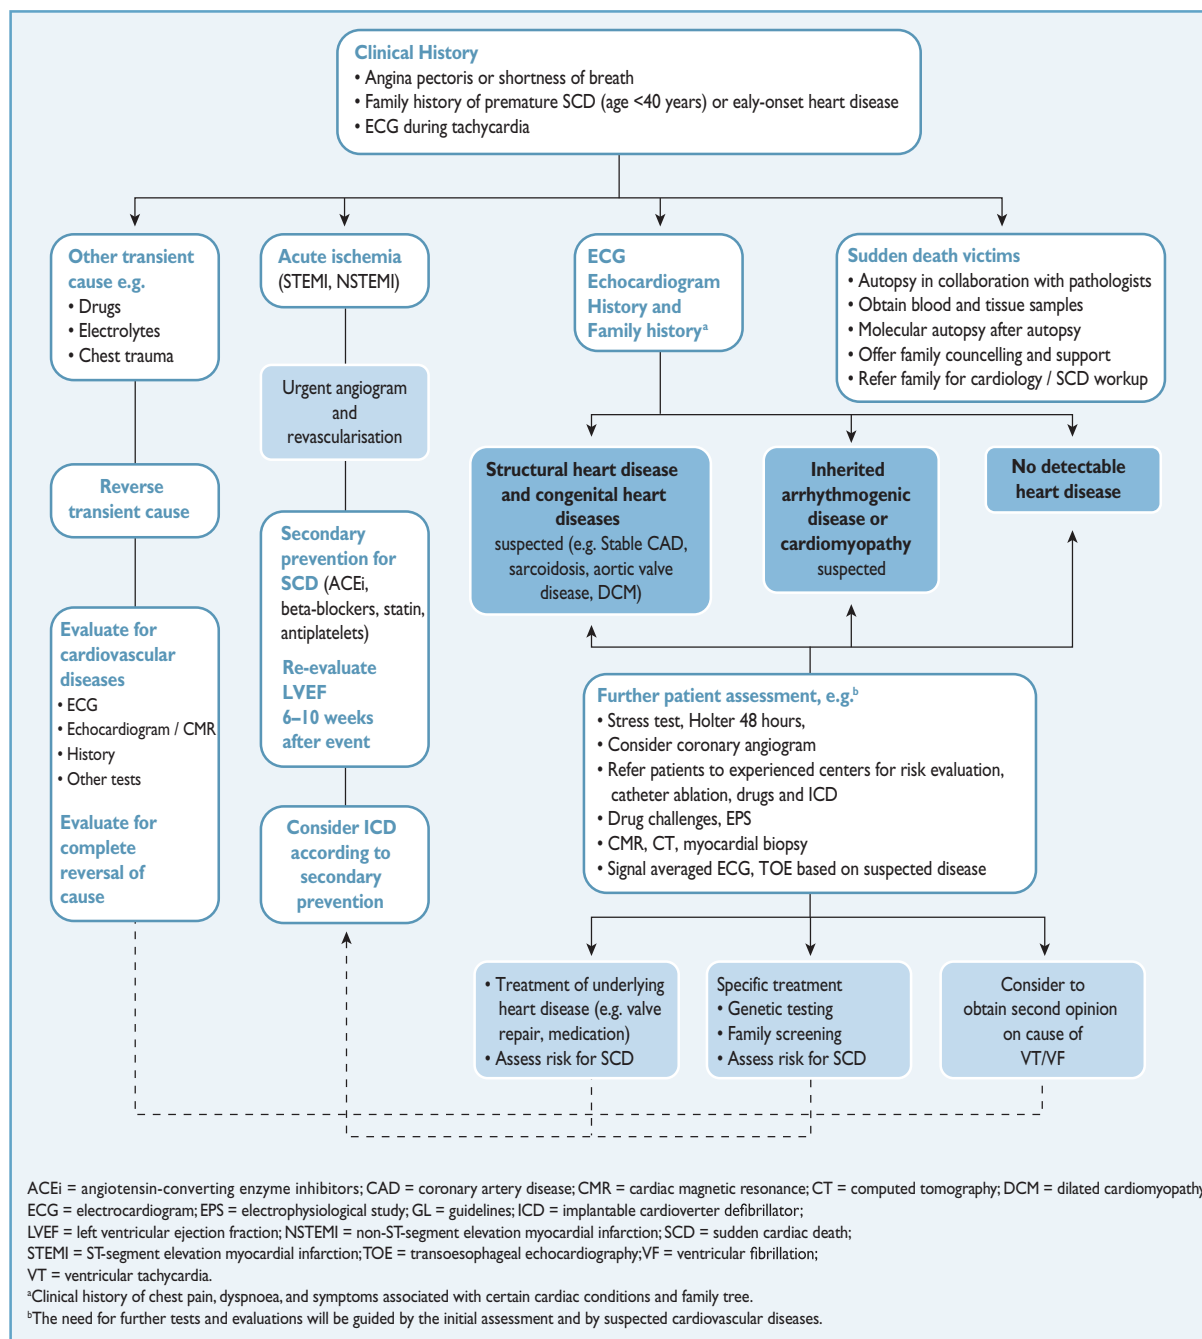 Clinical History
• Angina pectoris or shortness of breath
• Family history of premature SCD (age <40 years) or ealy-onset heart disease
• ECG during tachycardia
Other transient
cause e.g.
• Drugs
• Electrolytes
• Chest trauma
Reverse
transient cause
Evaluate for
cardiovascular
diseases
• ECG
• Echocardiogram / CMR
• History
• Other tests
Evaluate for
complete
reversal of
cause
Acute ischemia
(STEMI, NSTEMI)
Urgent angiogram
and
revascularisation
Secondary
prevention for
SCD (ACEi,
beta-blockers, statin,
antiplatelets)
Re-evaluate
LVEF
6–10 weeks
after event
Consider ICD
according to
secondary
prevention
ECG
Echocardiogram
History and
Family historyᵃ
Sudden death victims
• Autopsy in collaboration with pathologists
• Obtain blood and tissue samples
• Molecular autopsy after autopsy
• Offer family councelling and support
• Refer family for cardiology / SCD workup
Structural heart disease
and congenital heart
diseases
suspected (e.g. Stable CAD,
sarcoidosis, aortic valve
disease, DCM)
Inherited
arrhythmogenic
disease or
cardiomyopathy
suspected
No detectable
heart disease
Further patient assessment, e.g.ᵇ
• Stress test, Holter 48 hours,
• Consider coronary angiogram
• Refer patients to experienced centers for risk evaluation,
catheter ablation, drugs and ICD
• Drug challenges, EPS
• CMR, CT, myocardial biopsy
• Signal averaged ECG, TOE based on suspected disease
• Treatment of underlying
heart disease (e.g. valve
repair, medication)
• Assess risk for SCD
Specific treatment
• Genetic testing
• Family screening
• Assess risk for SCD
Consider to
obtain second opinion
on cause of
VT/VF
ACEi = angiotensin-converting enzyme inhibitors; CAD = coronary artery disease; CMR = cardiac magnetic resonance; CT = computed tomography; DCM = dilated cardiomyopathy
ECG = electrocardiogram; EPS = electrophysiological study; GL = guidelines; ICD = implantable cardioverter defibrillator;
LVEF = left ventricular ejection fraction; NSTEMI = non-ST-segment elevation myocardial infarction; SCD = sudden cardiac death;
STEMI = ST-segment elevation myocardial infarction; TOE = transoesophageal echocardiography; VF = ventricular fibrillation;
VT = ventricular tachycardia.
ᵃClinical history of chest pain, dyspnoea, and symptoms associated with certain cardiac conditions and family tree.
ᵇThe need for further tests and evaluations will be guided by the initial assessment and by suspected cardiovascular diseases.